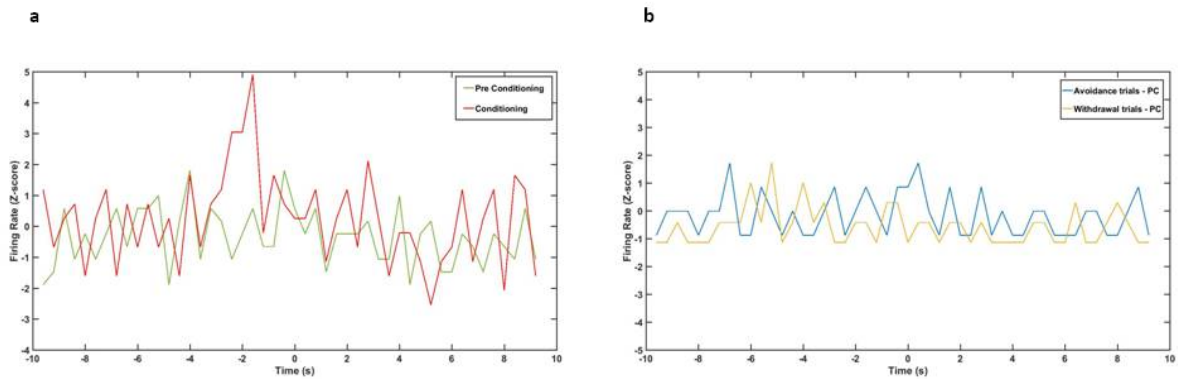 a
b
5
4
3
2
1
0
-1
-2
-3
-4
Firing Rate (Z-score)
-10 -8 -6 -4 -2 0 2 4 6 8 10
Time (s)
Pre Conditioning
Conditioning
5
4
3
2
1
0
-1
-2
-3
-4
-5
Firing Rate (Z-score)
-10 -8 -6 -4 -2 0 2 4 6 8 10
Time (s)
Avoidance trials - PC
Withdrawal trials - PC